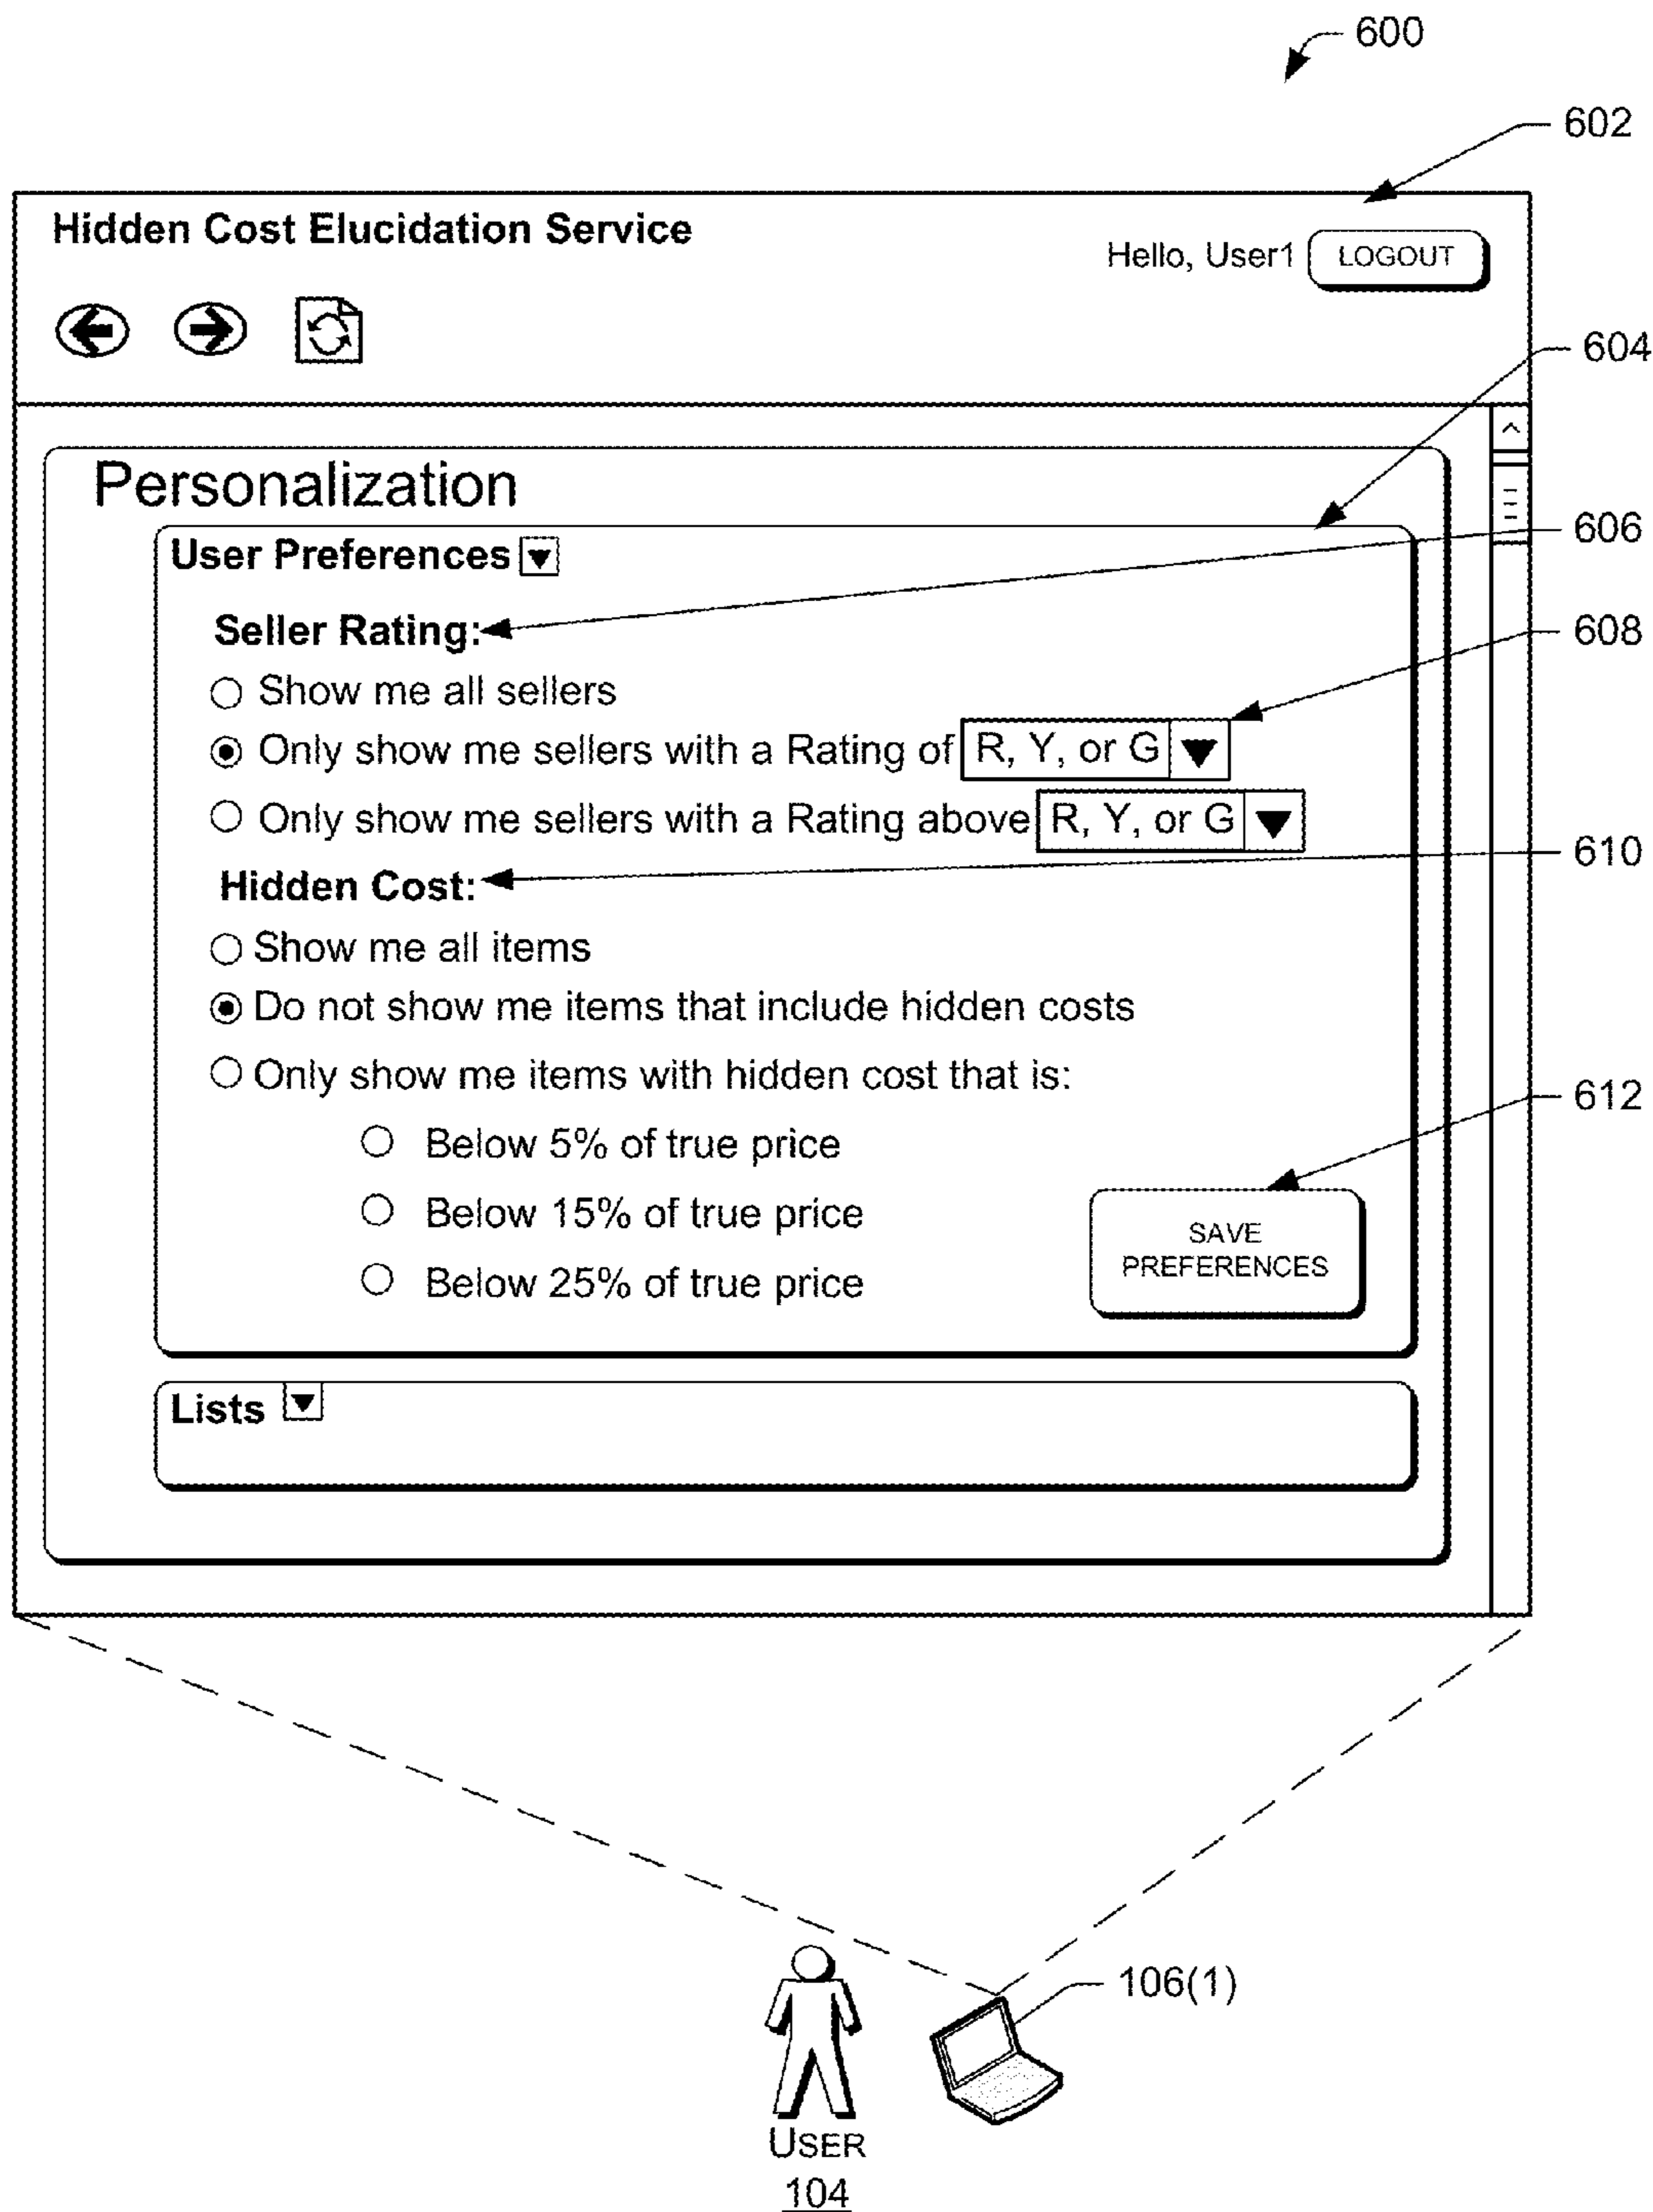 600
602
Hidden Cost Elucidation Service
Hello, User1 LOGOUT
604
Personalization
606
User Preferences
Seller Rating:
608
Show me all sellers
Only show me sellers with a Rating of R, Y, or G
Only show me sellers with a Rating above R, Y, or G
610
Hidden Cost:
Show me all items
Do not show me items that include hidden costs
Only show me items with hidden cost that is:
612
Below 5% of true price
Below 15% of true price
SAVE
PREFERENCES
Below 25% of true price
Lists
106(1)
USER
104